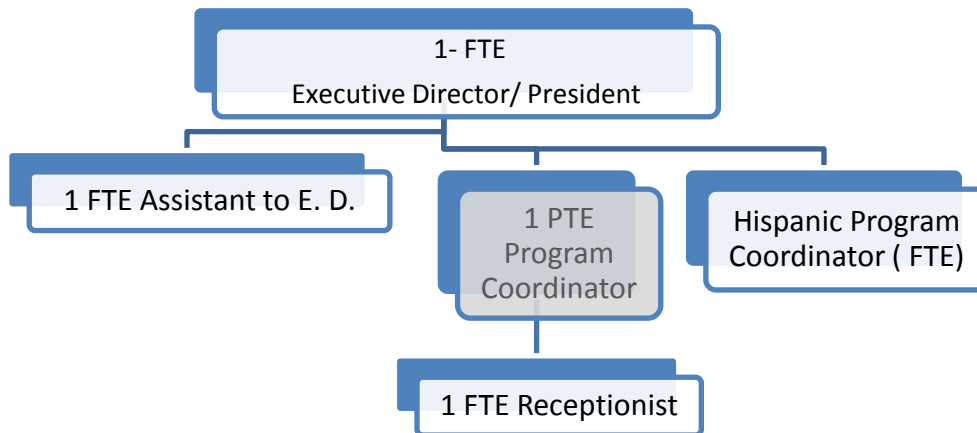 1- FTE
Executive Director/ President
1 FTE Assistant to E. D.
1 PTE
Program
Coordinator
Hispanic Program
Coordinator ( FTE)
1 FTE Receptionist